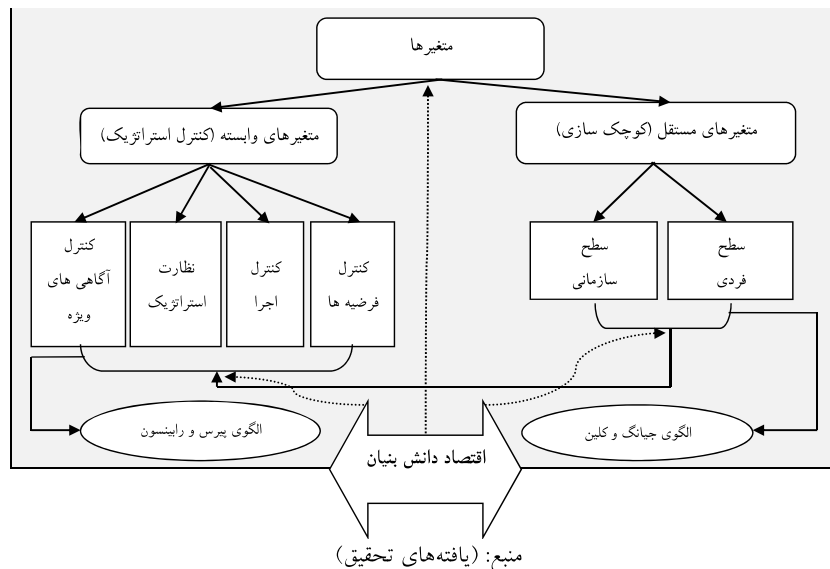 متغیرها
متغیرهای مستقل (کوچک سازی)
متغیرهای وابسته (کنترل استراتژیک)
سطح
فردی
سطح
سازمانی
کنترل
فرضیه ها
کنترل
اجرا
نظارت
استراتژیک
کنترل
آگاهی های
ویژه
الگوی جیانگ و کلین
الگوی پیرس و رابینسون
اقتصاد دانش بنیان
منبع: (یافته‌های تحقیق)